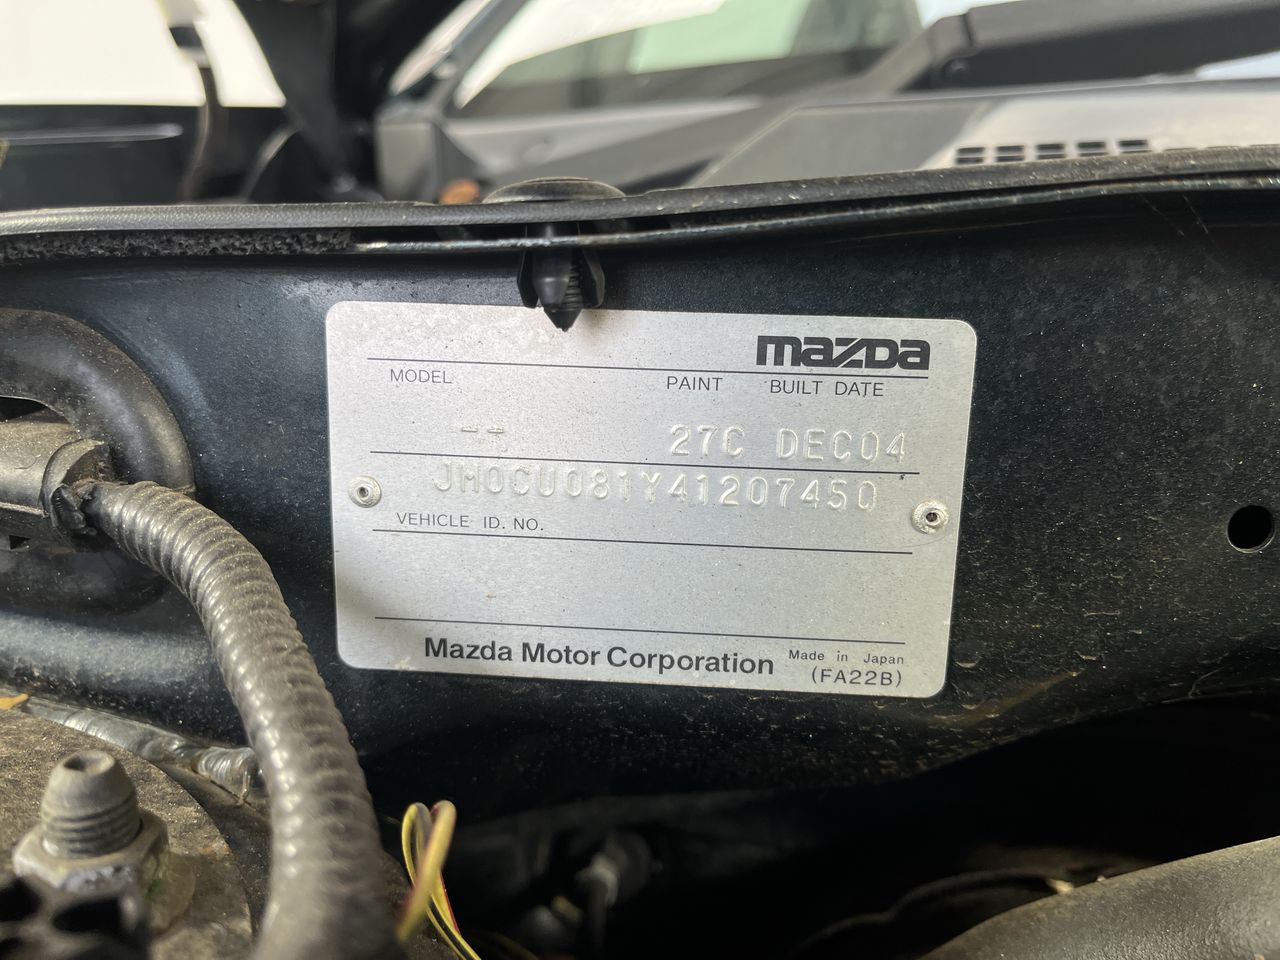 mazda
MODEL PAINT BUILT DATE
-- 27C DEC04
JM0CU081Y41207450
VEHICLE ID. NO.
Mazda Motor Corporation
Made in Japan
(FA22B)